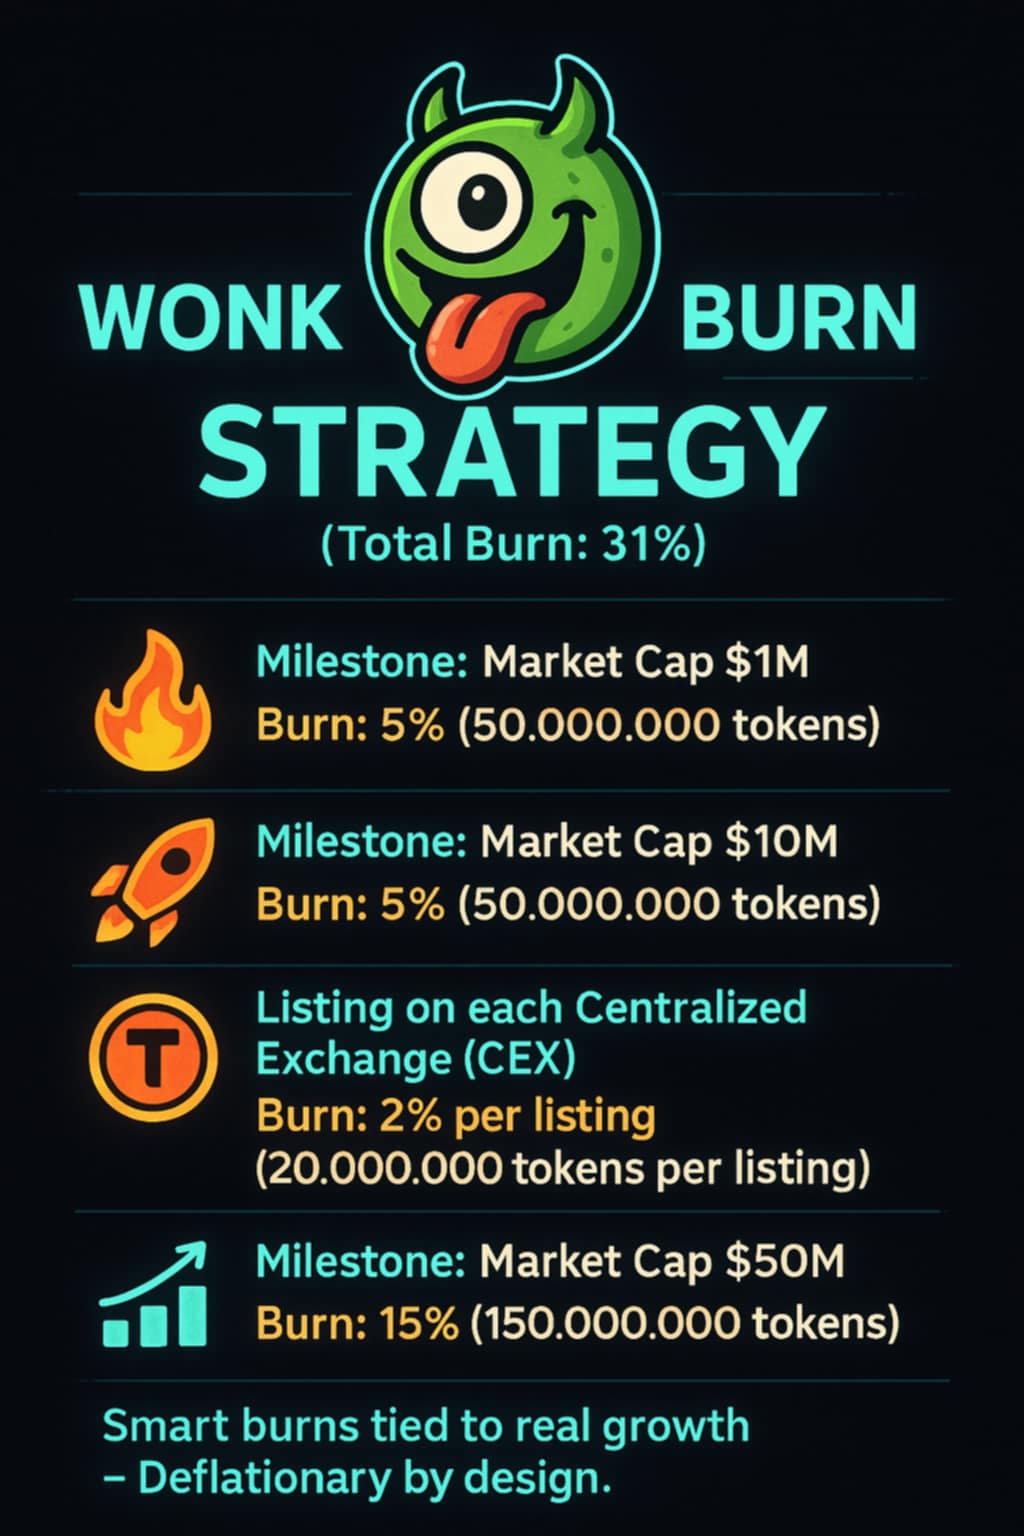 WONK BURN
STRATEGY
(Total Burn: 31%)
Milestone: Market Cap $1M
Burn: 5% (50.000.000 tokens)
Milestone: Market Cap $10M
Burn: 5% (50.000.000 tokens)
T
Listing on each Centralized
Exchange (CEX)
Burn: 2% per listing
(20.000.000 tokens per listing)
Milestone: Market Cap $50M
Burn: 15% (150.000.000 tokens)
Smart burns tied to real growth
– Deflationary by design.